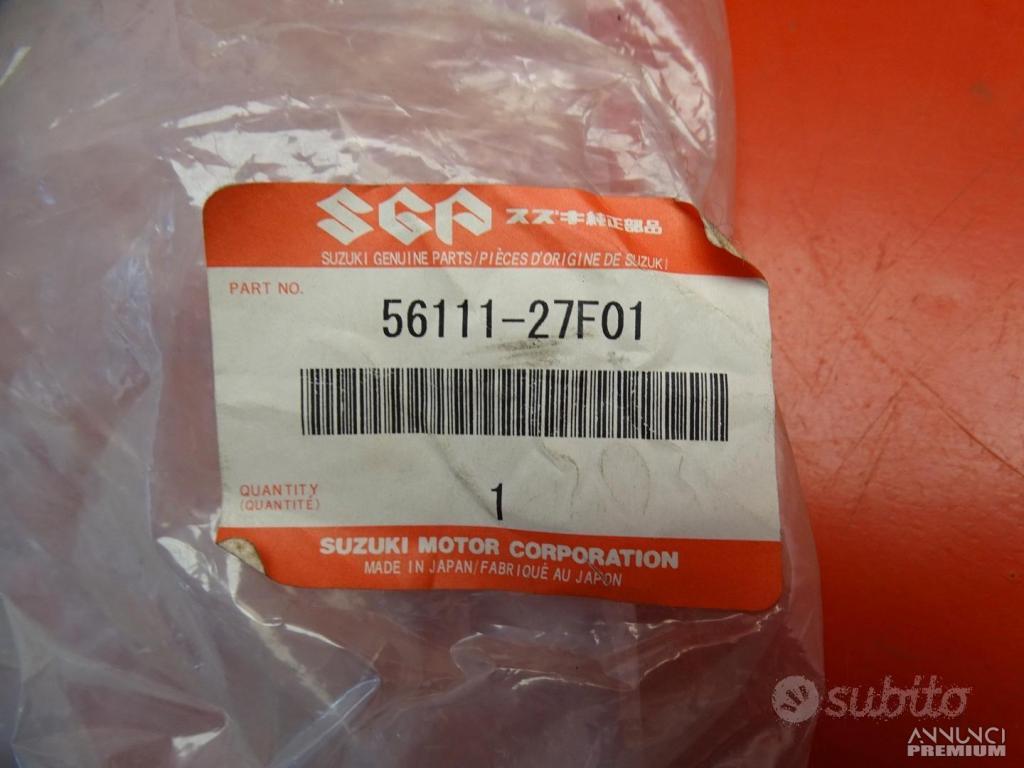 SGP スズキ純正部品
SUZUKI GENUINE PARTS/PIÈCES D'ORIGINE DE SUZUKI
PART NO.
56111-27F01
QUANTITY
(QUANTITÉ)
1
SUZUKI MOTOR CORPORATION
MADE IN JAPAN/FABRIQUÉ AU JAPON
subito
ANNUNCI
PREMIUM